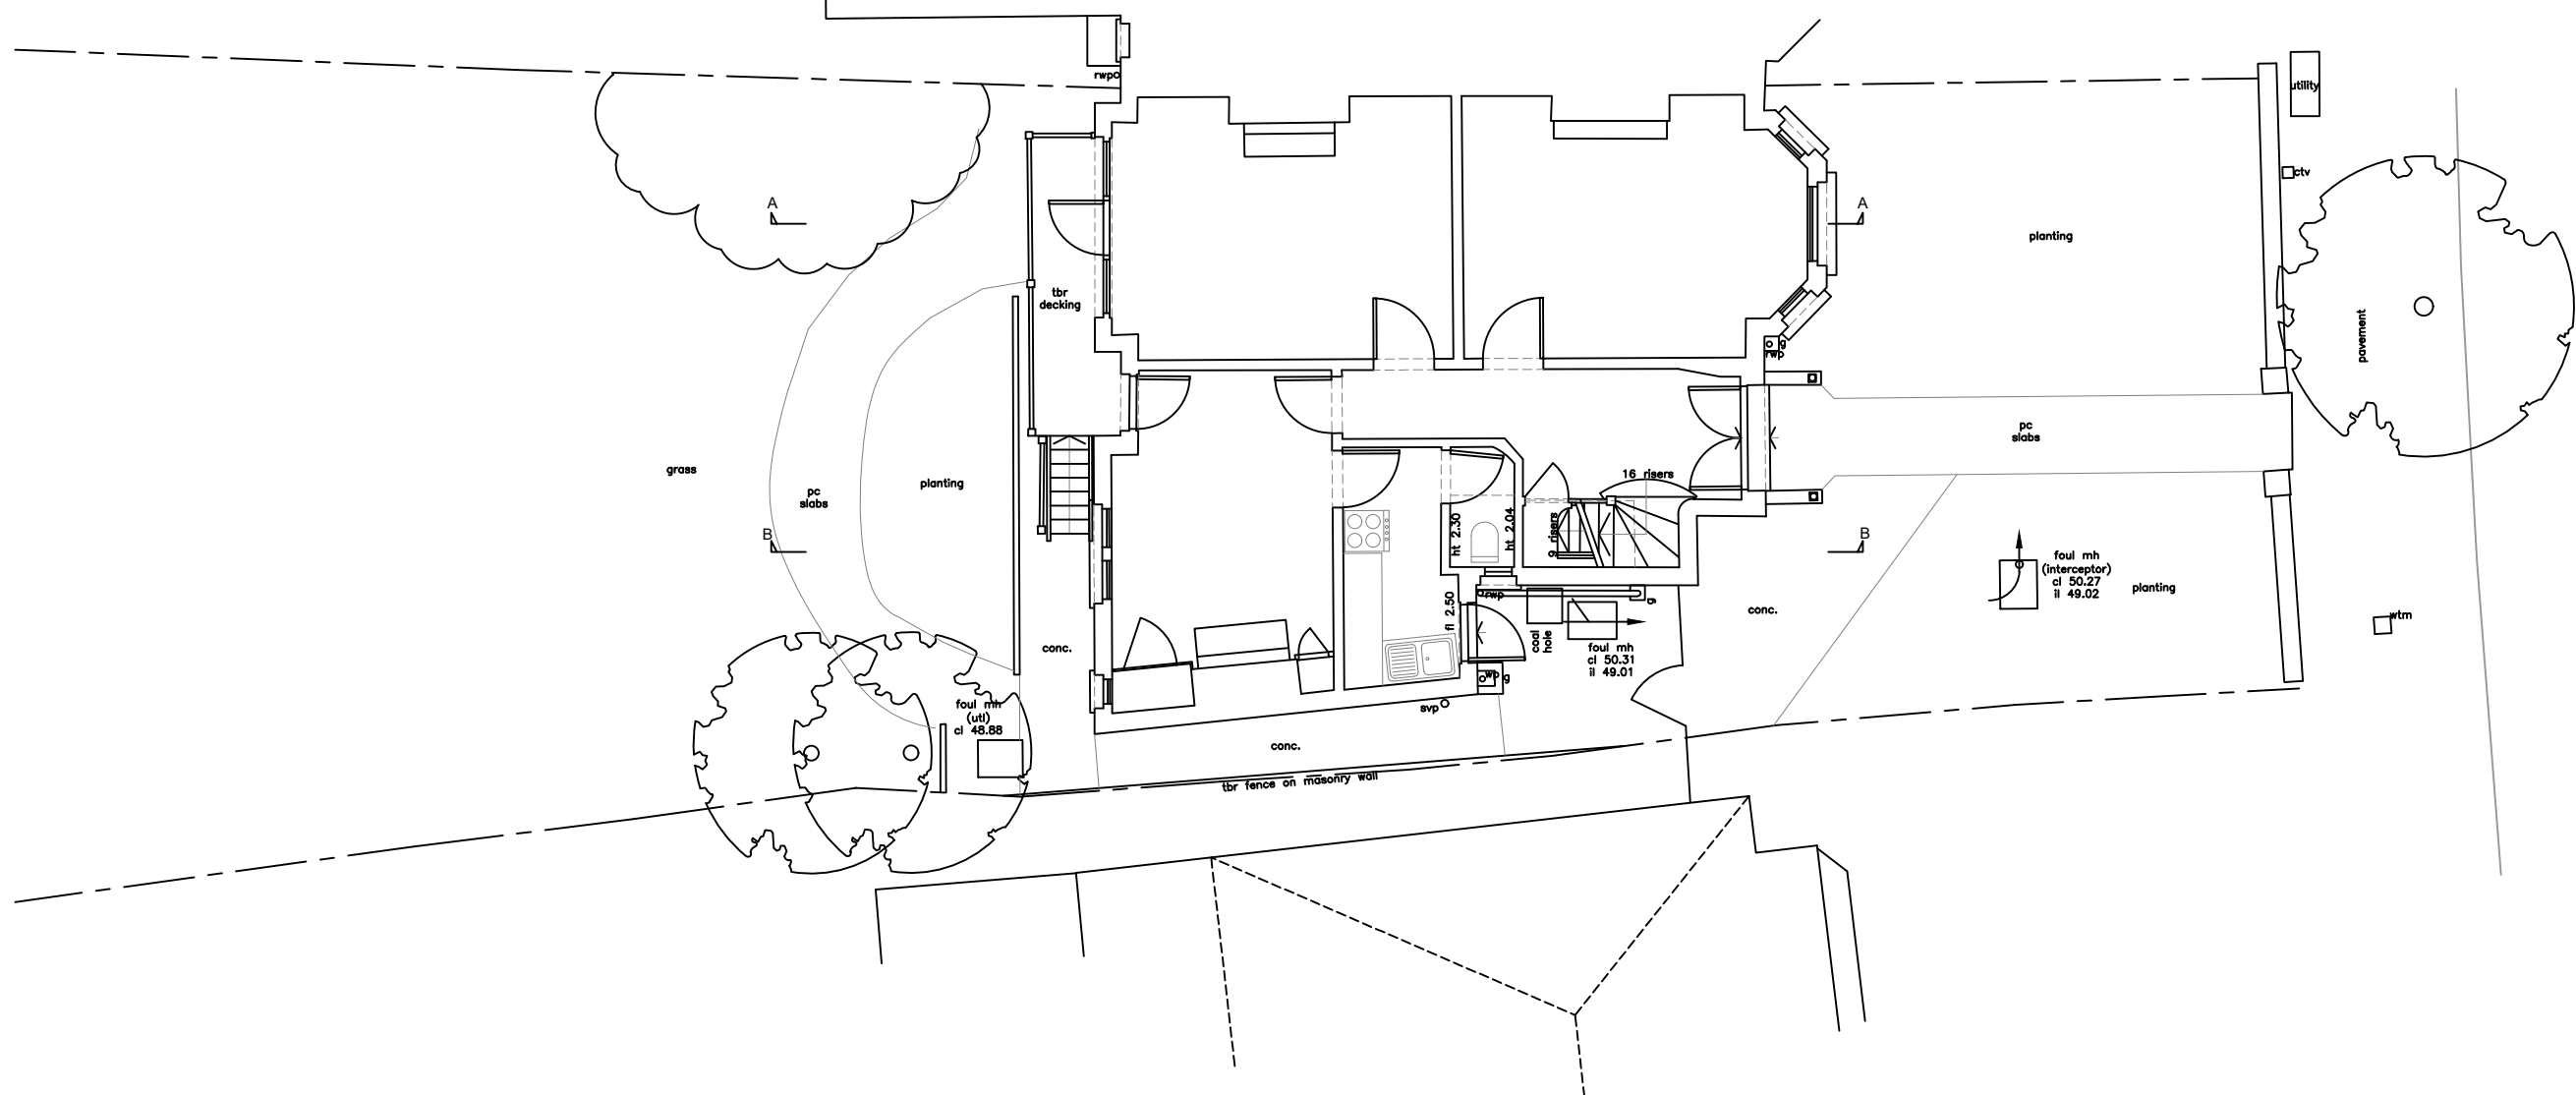 rwp
utility
ctv
A
A
planting
tbr
decking
pavement
g
rwp
pc
slabs
grass
pc
slabs
planting
16 risers
ht 2.30
ht 2.04
9 risers
B
B
foul mh
(interceptor)
cl 50.27
il 49.02
planting
rwp
fl 2.50
g
conc.
wtm
coal
hole
conc.
foul mh
cl 50.31
il 49.01
wp
g
svp
foul mh
(utl)
cl 48.88
conc.
tbr fence on masonry wall